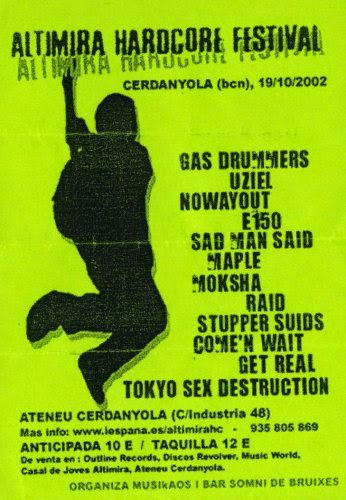 ALTIMIRA HARDCORE FESTIVAL
ALTIMIRA HARDCORE FESTIVAL
CERDANYOLA (bcn), 19/10/2002
GAS DRUMMERS
UZIEL
NOWAYOUT
E150
SAD MAN SAID
MAPLE
MOKSHA
RAID
STUPPER SUIDS
COME'N WAIT
GET REAL
TOKYO SEX DESTRUCTION
ATENEU CERDANYOLA (C/Industria 48)
Mas info: www.iespana.es/altimirahc - 935 805 869
ANTICIPADA 10 E / TAQUILLA 12 E
De venta en : Outline Records, Discos Revolver, Music World,
Casal de Joves Altimira, Ateneu Cerdanyola.
ORGANIZA MUSIKAOS I BAR SOMNI DE BRUIXES